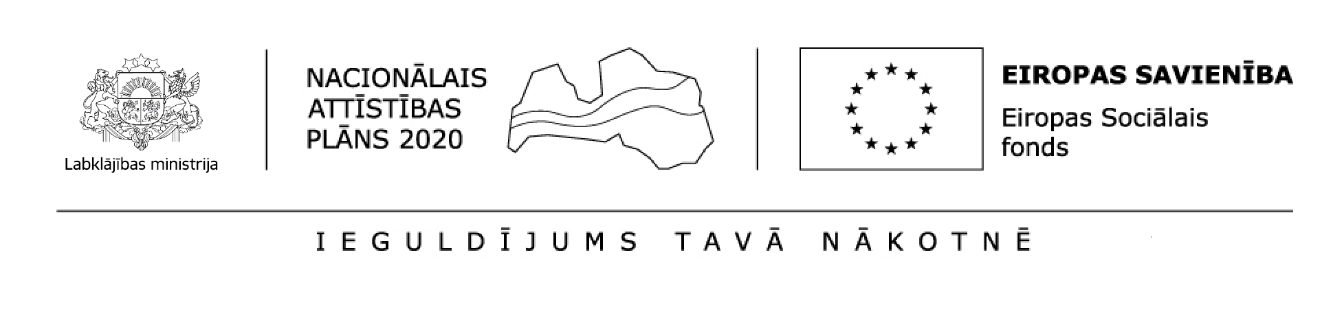 Labklājības ministrija
NACIONĀLAIS
ATTĪSTĪBAS
PLĀNS 2020
EIROPAS SAVIENĪBA
Eiropas Sociālais
fonds
IEGULDĪJUMS TAVĀ NĀKOTNĒ